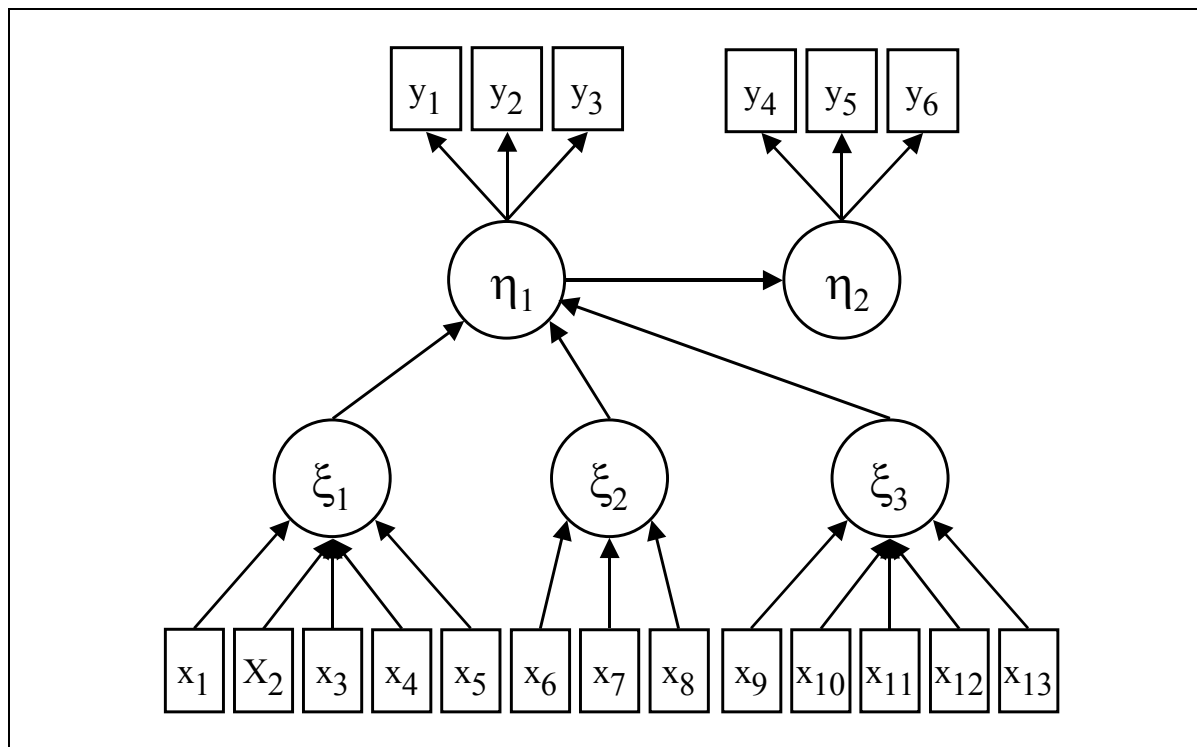 y₁ y₂ y₃ y₄ y₅ y₆
η₁ η₂
ξ₁ ξ₂ ξ₃
x₁ X₂ x₃ x₄ x₅ x₆ x₇ x₈ x₉ x₁₀ x₁₁ x₁₂ x₁₃